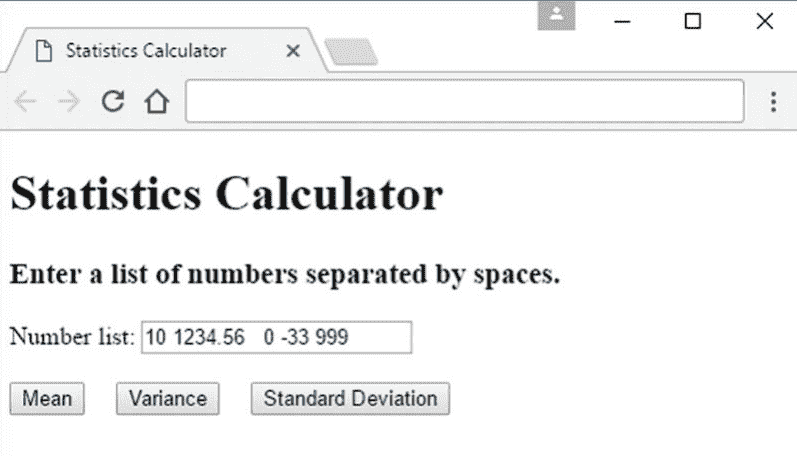 Statistics Calculator
Statistics Calculator
Enter a list of numbers separated by spaces.
Number list: 10 1234.56   0 -33 999
Mean Variance Standard Deviation